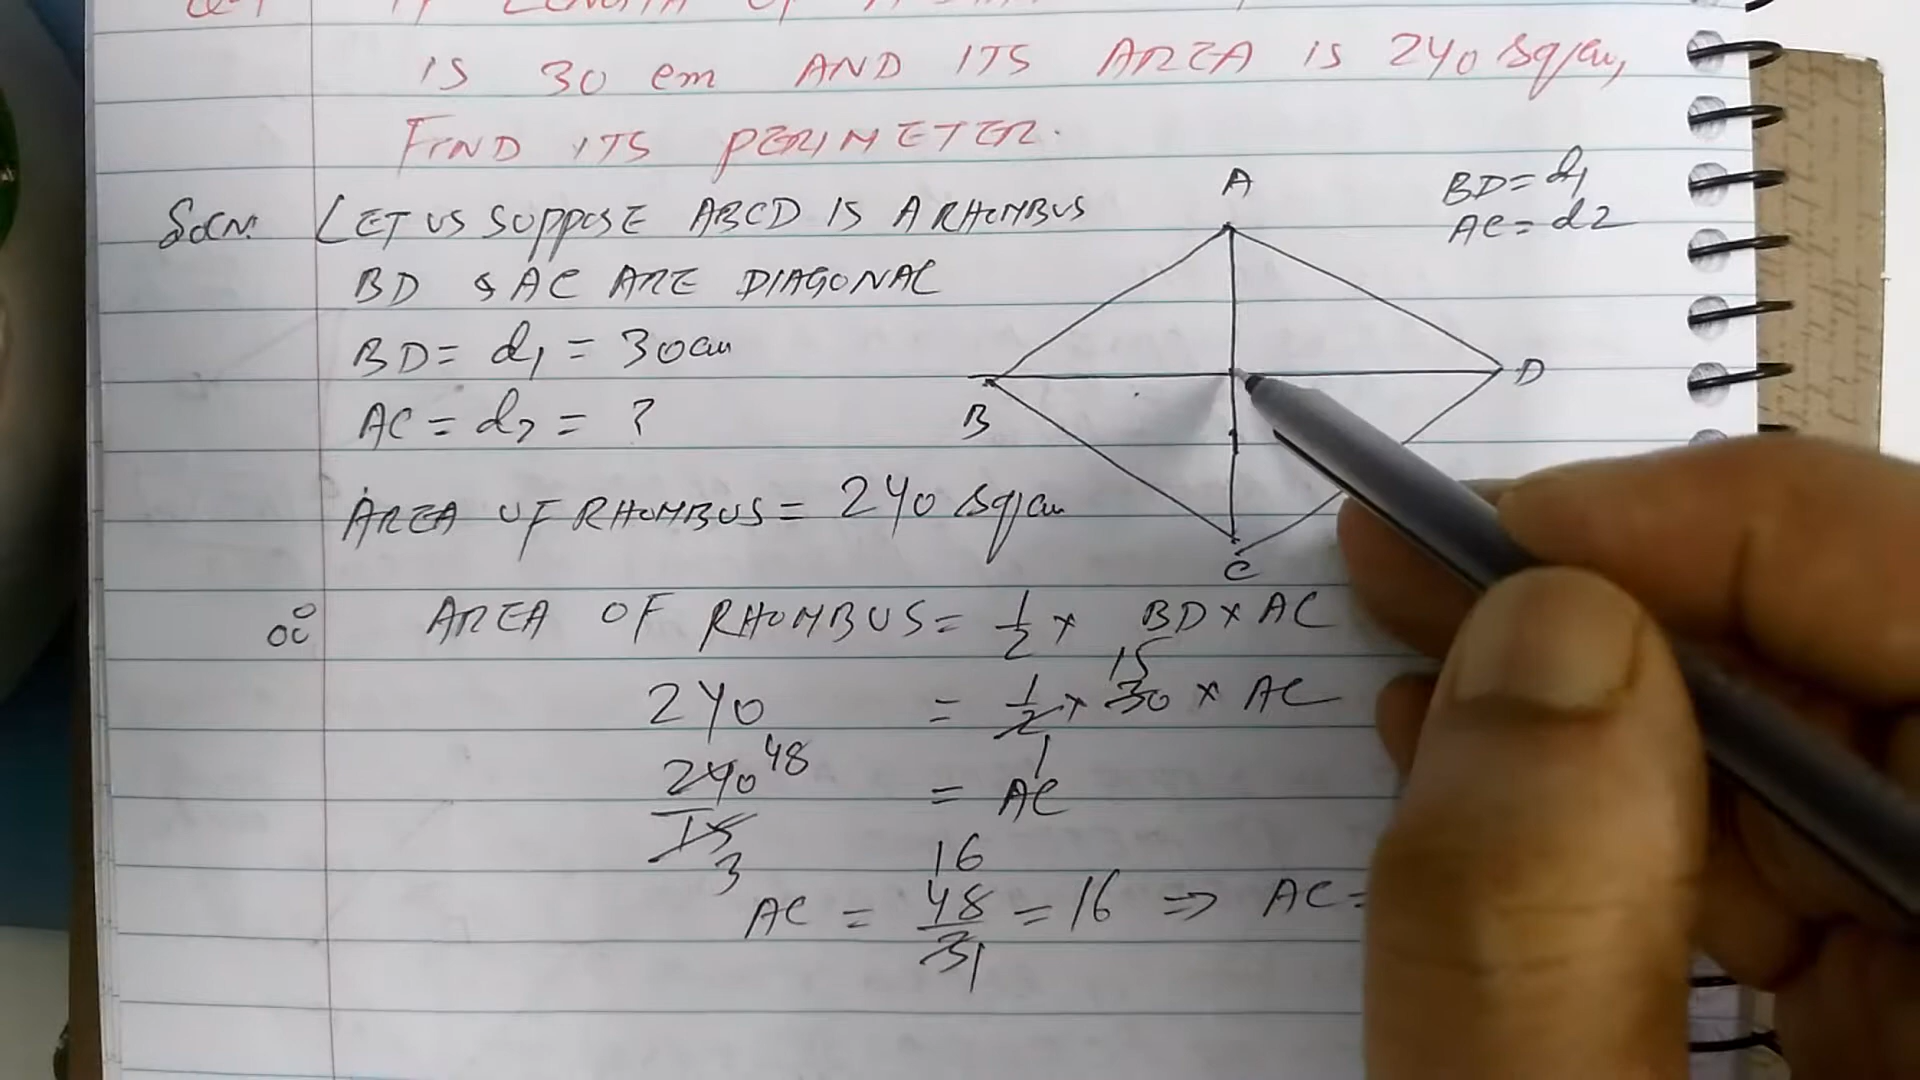 IS 30 cm AND ITS AREA IS 240 sq/cm,
FIND ITS PERIMETER.
Soln. LET US SUPPOSE ABCD IS A RHOMBUS
BD & AC ARE DIAGONAL
BD = d1 = 30cm
AC = d2 = ?
AREA OF RHOMBUS = 240 sq/cm
BD = d1
AC = d2
A
B
D
C
AREA OF RHOMBUS = 1/2 × BD × AC
15
240 = 1/2 × 30 × AC
48 1
240/15 = AC
3 16
AC = 48/3 = 16 ⇒ AC =
1